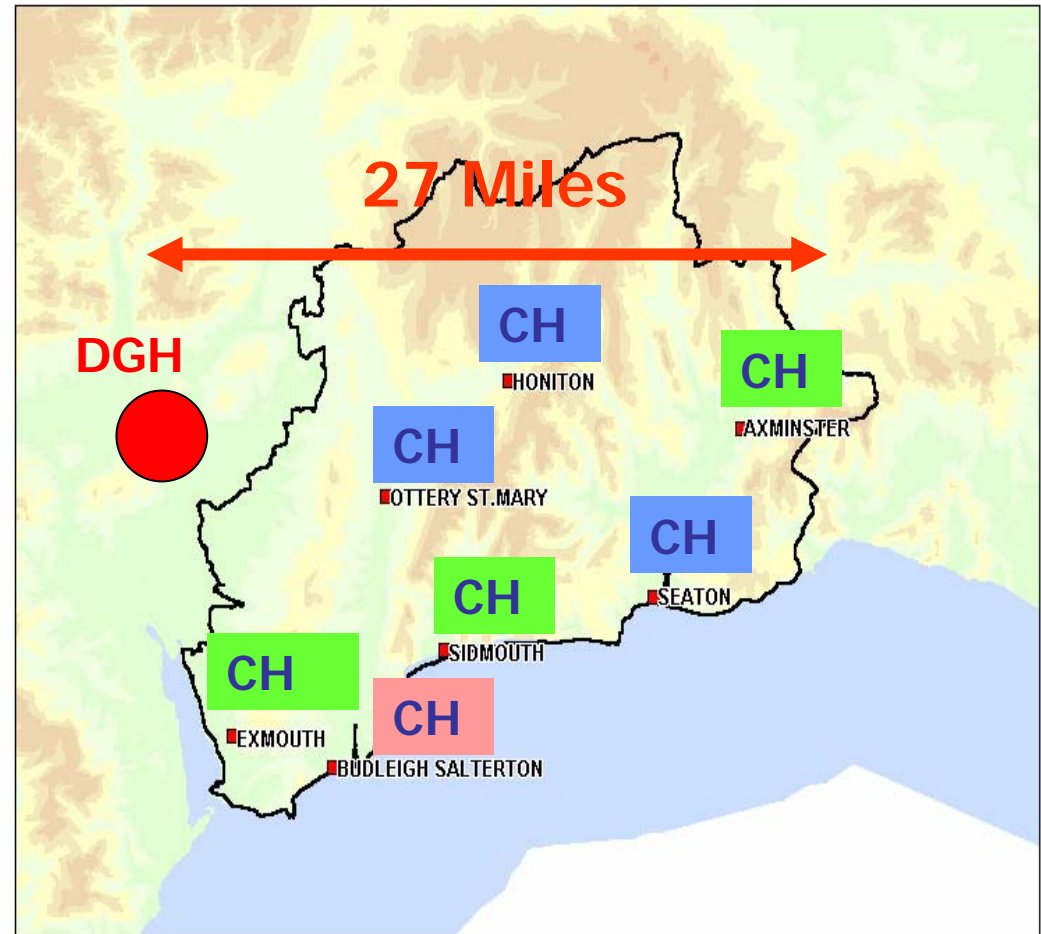 27 Miles
CH
HONITON
DGH
CH
AXMINSTER
CH
OTTERY ST.MARY
CH
SEATON
CH
SIDMOUTH
CH
EXMOUTH
CH
BUDLEIGH SALTERTON